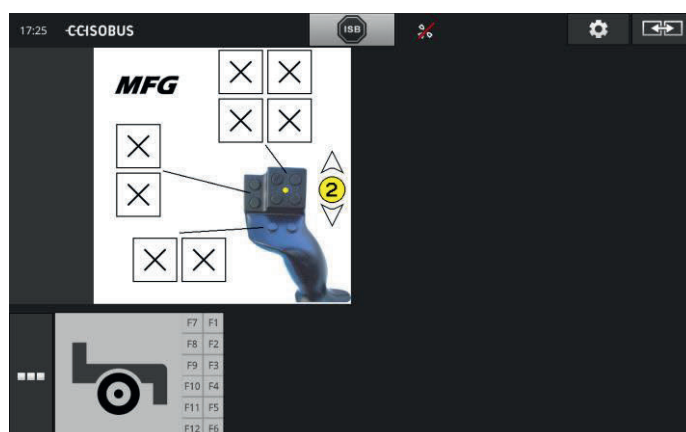 17:25 CCISOBUS ISB
MFG
2
F7 F1
F8 F2
F9 F3
F10 F4
F11 F5
F12 F6